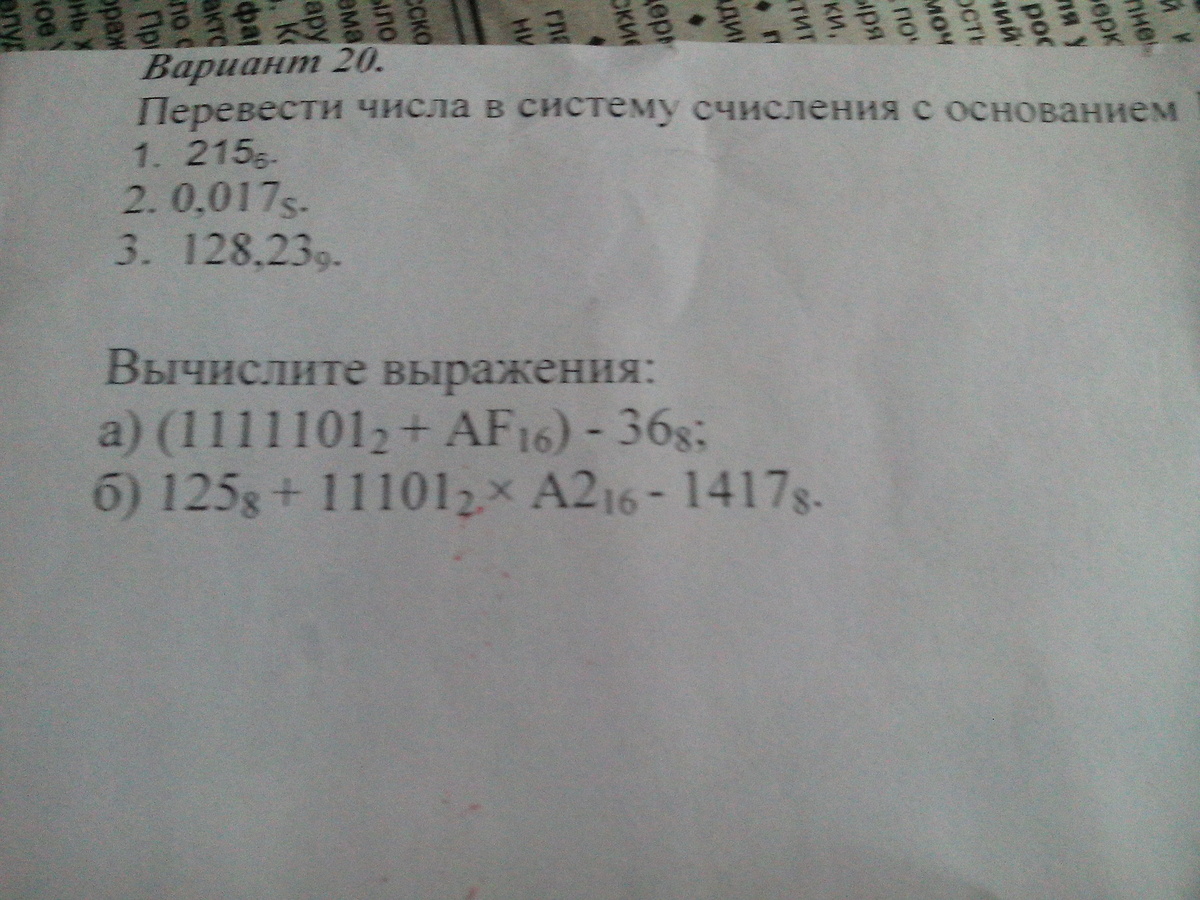 Вариант 20.
Перевести числа в систему счисления с основанием
1. 215₆.
2. 0,017₈.
3. 128,23₉.
Вычислите выражения:
а) (1111101₂ + AF₁₆) - 36₈;
б) 125₈ + 11101₂ × A2₁₆ - 1417₈.